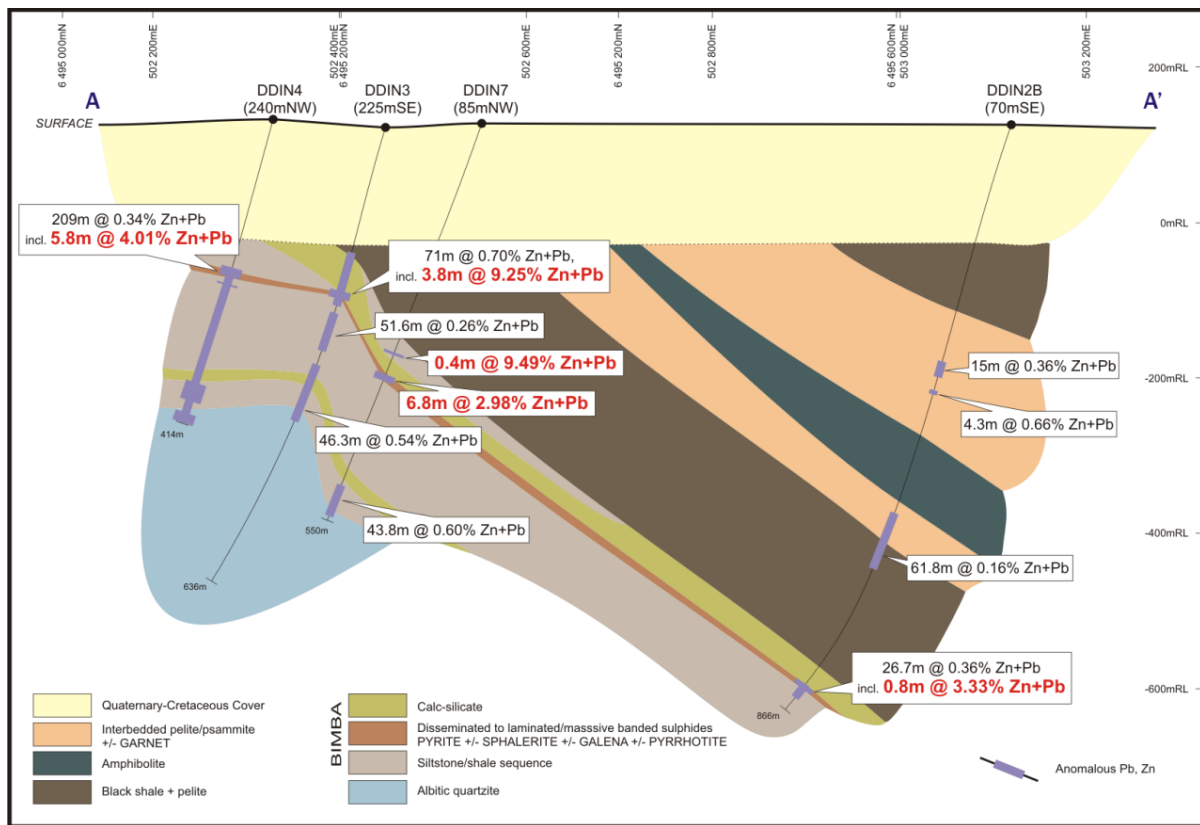 6 495 000mN
502 200mE
502 400mE
6 495 200mN
502 600mE
6 495 200mN
502 800mE
6 495 600mN
503 000mE
503 200mE
200mRL
0mRL
-200mRL
-400mRL
-600mRL
A
A'
SURFACE
DDIN4
(240mNW)
DDIN3
(225mSE)
DDIN7
(85mNW)
DDIN2B
(70mSE)
209m @ 0.34% Zn+Pb
incl. 5.8m @ 4.01% Zn+Pb
71m @ 0.70% Zn+Pb,
incl. 3.8m @ 9.25% Zn+Pb
51.6m @ 0.26% Zn+Pb
0.4m @ 9.49% Zn+Pb
6.8m @ 2.98% Zn+Pb
15m @ 0.36% Zn+Pb
4.3m @ 0.66% Zn+Pb
414m
46.3m @ 0.54% Zn+Pb
550m
43.8m @ 0.60% Zn+Pb
61.8m @ 0.16% Zn+Pb
636m
26.7m @ 0.36% Zn+Pb
incl. 0.8m @ 3.33% Zn+Pb
866m
Quaternary-Cretaceous Cover
Interbedded pelite/psammite
+/- GARNET
Amphibolite
Black shale + pelite
BIMBA
Calc-silicate
Disseminated to laminated/masssive banded sulphides
PYRITE +/- SPHALERITE +/- GALENA +/- PYRRHOTITE
Siltstone/shale sequence
Albitic quartzite
Anomalous Pb, Zn